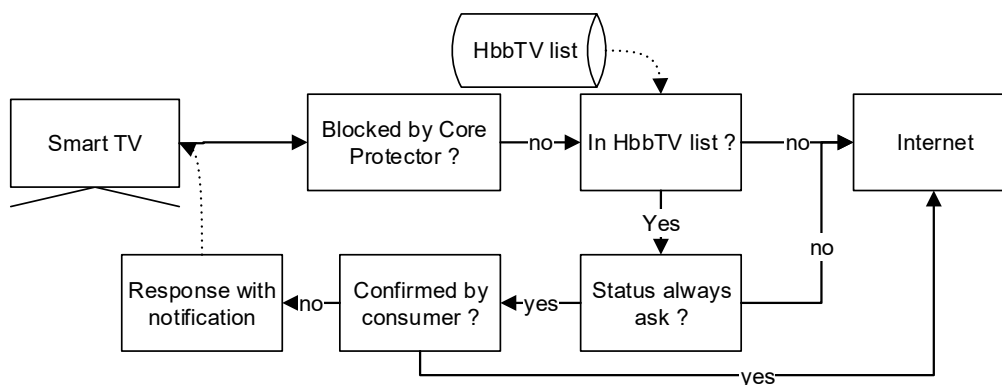 HbbTV list
Smart TV
Blocked by Core
Protector ?
no
In HbbTV list ?
no
Internet
Yes
no
Response with
notification
no
Confirmed by
consumer ?
yes
Status always
ask ?
yes